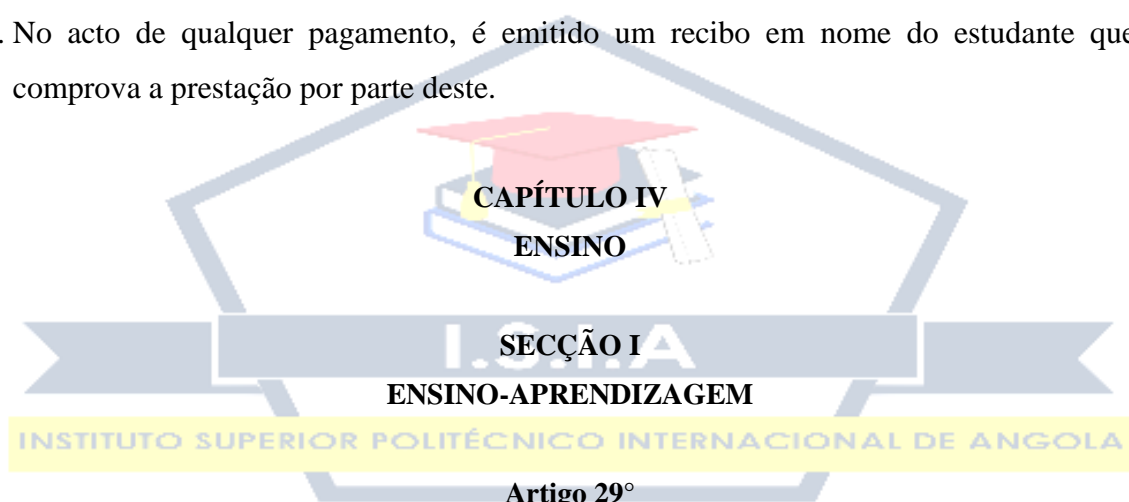 . No acto de qualquer pagamento, é emitido um recibo em nome do estudante que
comprova a prestação por parte deste.
CAPÍTULO IV
ENSINO
I.S.I.A
SECÇÃO I
ENSINO-APRENDIZAGEM
INSTITUTO SUPERIOR POLITÉCNICO INTERNACIONAL DE ANGOLA
Artigo 29°